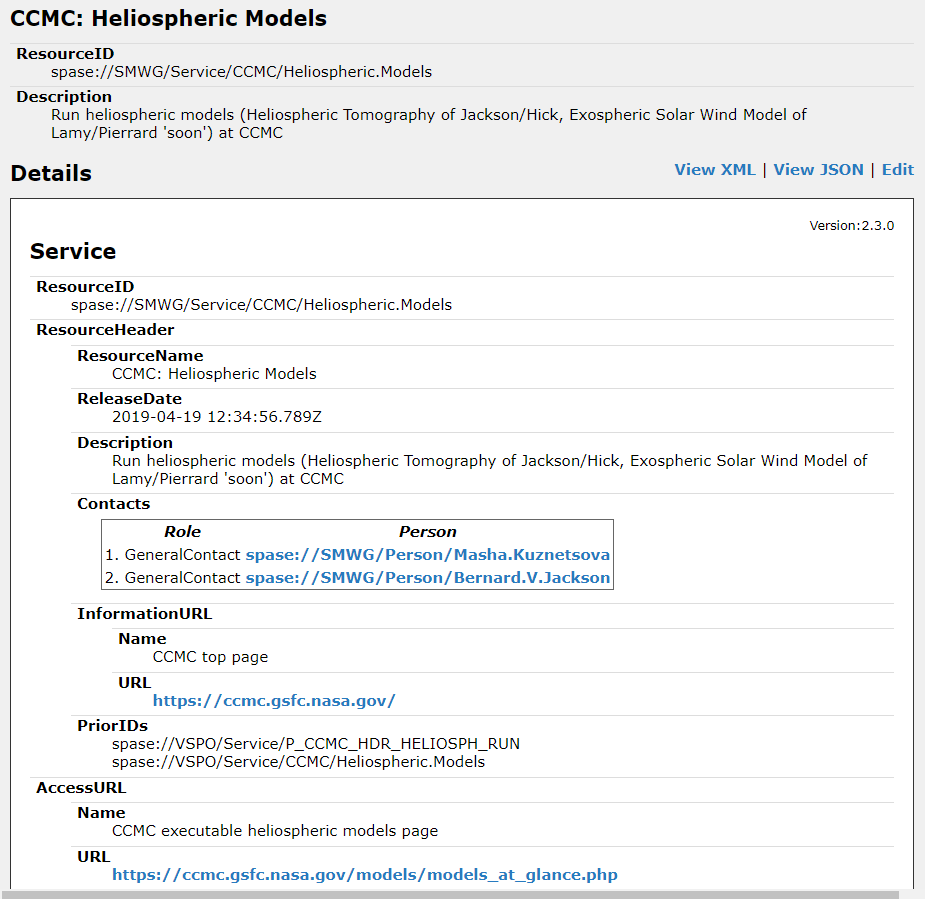 CCMC: Heliospheric Models
ResourceID
spase://SMWG/Service/CCMC/Heliospheric.Models
Description
Run heliospheric models (Heliospheric Tomography of Jackson/Hick, Exospheric Solar Wind Model of
Lamy/Pierrard 'soon') at CCMC
Details
View XML | View JSON | Edit
Version:2.3.0
Service
ResourceID
spase://SMWG/Service/CCMC/Heliospheric.Models
ResourceHeader
ResourceName
CCMC: Heliospheric Models
ReleaseDate
2019-04-19 12:34:56.789Z
Description
Run heliospheric models (Heliospheric Tomography of Jackson/Hick, Exospheric Solar Wind Model of
Lamy/Pierrard 'soon') at CCMC
Contacts
Role Person
1. GeneralContact spase://SMWG/Person/Masha.Kuznetsova
2. GeneralContact spase://SMWG/Person/Bernard.V.Jackson
InformationURL
Name
CCMC top page
URL
https://ccmc.gsfc.nasa.gov/
PriorIDs
spase://VSPO/Service/P_CCMC_HDR_HELIOSPH_RUN
spase://VSPO/Service/CCMC/Heliospheric.Models
AccessURL
Name
CCMC executable heliospheric models page
URL
https://ccmc.gsfc.nasa.gov/models/models_at_glance.php